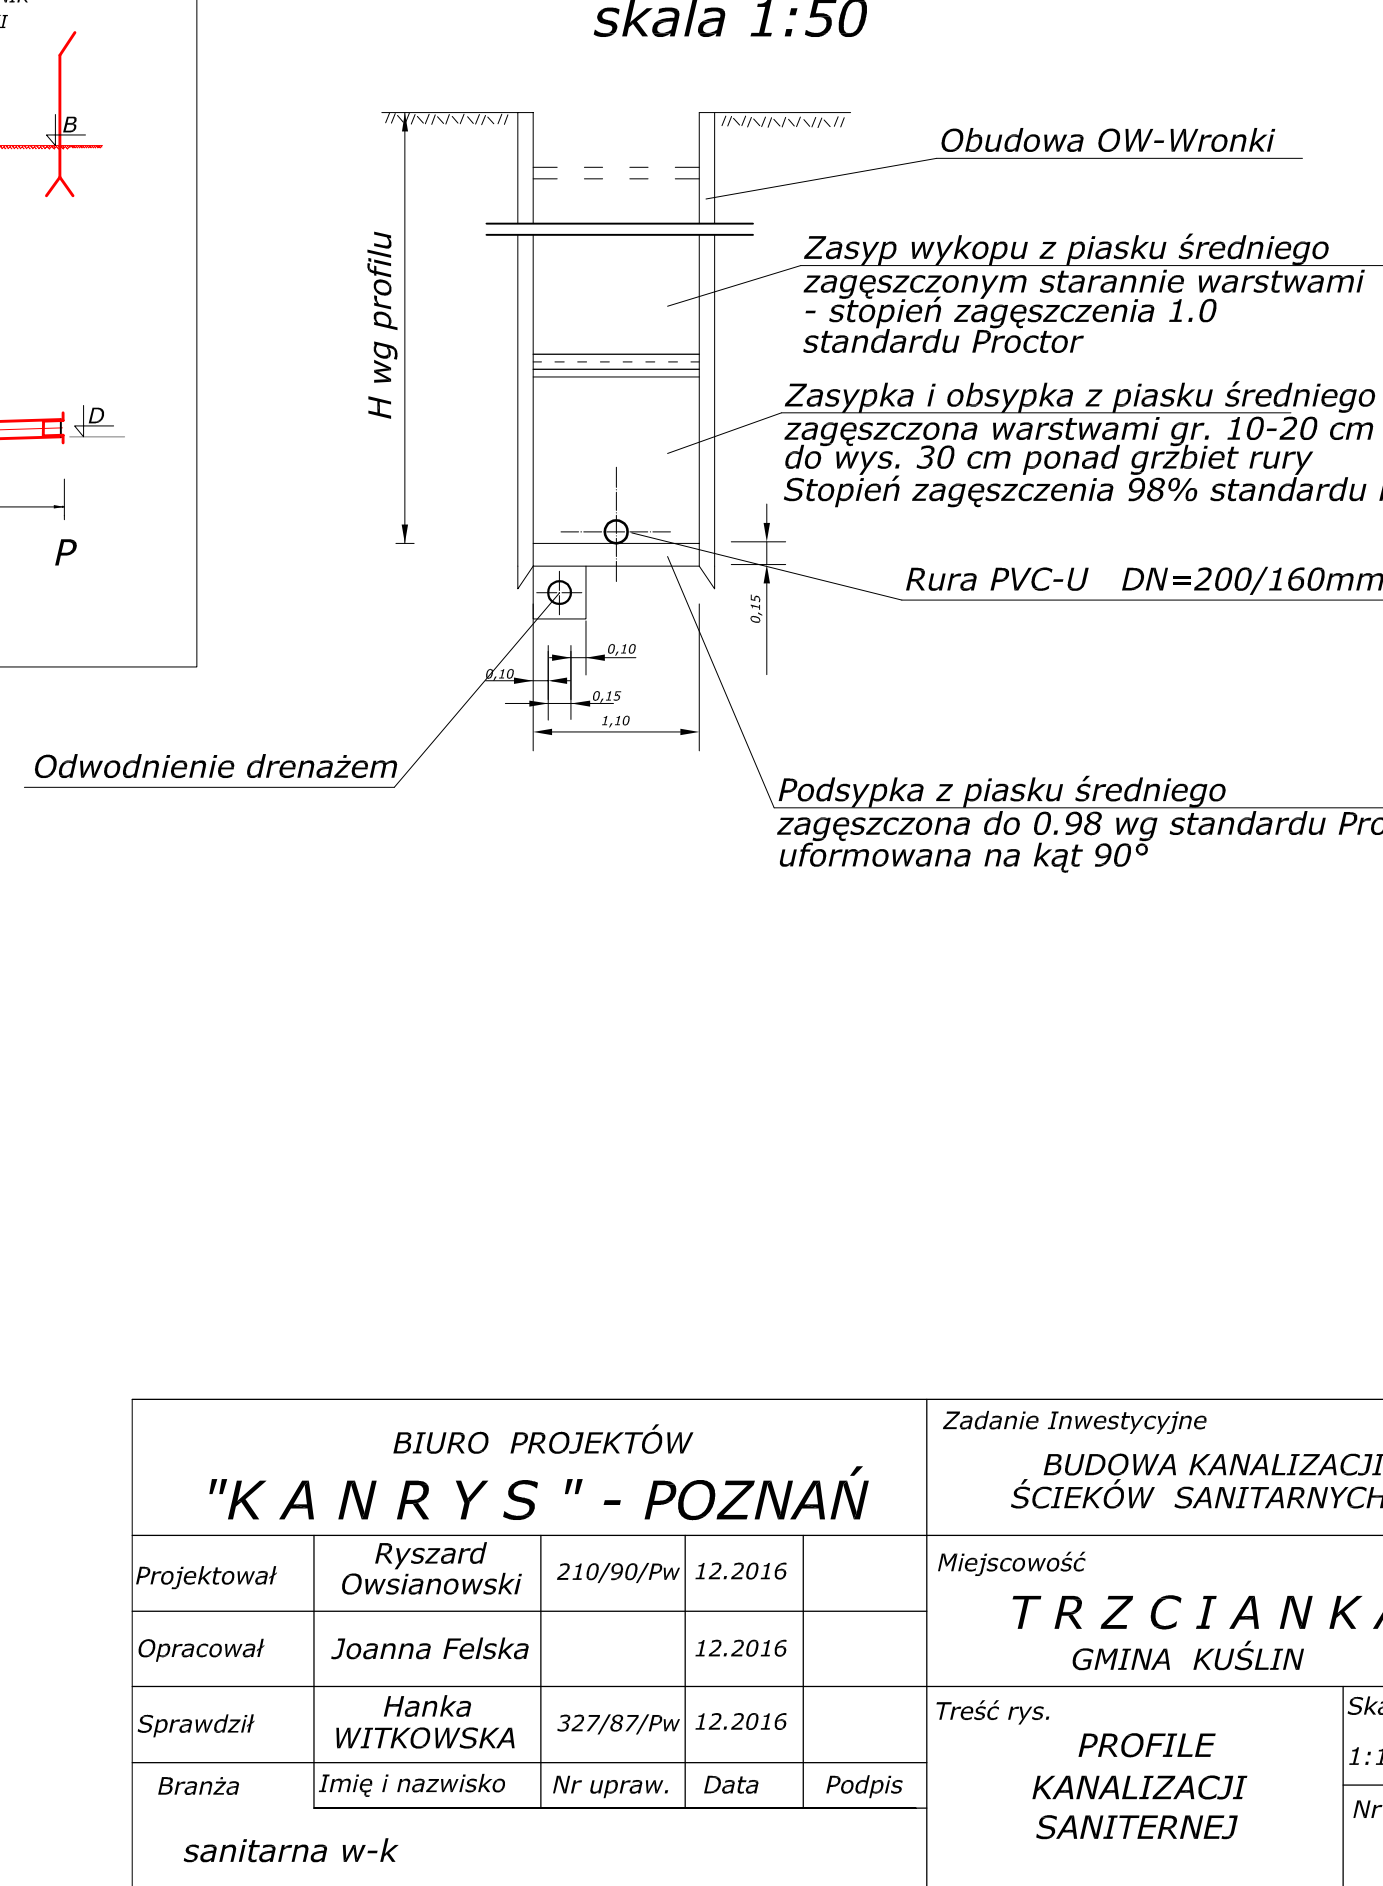 skala 1:50
B
D
P
H wg profilu
Obudowa OW-Wronki
Zasyp wykopu z piasku średniego
zagęszczonym starannie warstwami
- stopień zagęszczenia 1.0
standardu Proctor
Zasypka i obsypka z piasku średniego
zagęszczona warstwami gr. 10-20 cm
do wys. 30 cm ponad grzbiet rury
Stopień zagęszczenia 98% standardu
Rura PVC-U DN=200/160mm
0,15
0,10
0,10
0,15
1,10
Odwodnienie drenażem
Podsypka z piasku średniego
zagęszczona do 0.98 wg standardu Pro
uformowana na kąt 90°
BIURO PROJEKTÓW
"K A N R Y S " - POZNAŃ
Projektował Ryszard Owsianowski 210/90/Pw 12.2016
Opracował Joanna Felska 12.2016
Sprawdził Hanka WITKOWSKA 327/87/Pw 12.2016
Branża Imię i nazwisko Nr upraw. Data Podpis
sanitarna w-k
Zadanie Inwestycyjne
BUDOWA KANALIZACJI
ŚCIEKÓW SANITARNYCH
Miejscowość
T R Z C I A N K A
GMINA KUŚLIN
Treść rys.
PROFILE
KANALIZACJI
SANITERNEJ
Ska
1:1
Nr